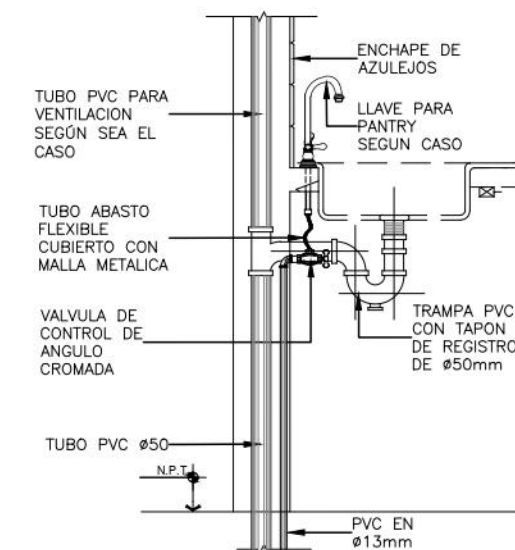 ENCHAPE DE
AZULEJOS
TUBO PVC PARA
VENTILACION
SEGÚN SEA EL
CASO
LLAVE PARA
PANTRY
SEGUN CASO
TUBO ABASTO
FLEXIBLE
CUBIERTO CON
MALLA METALICA
VALVULA DE
CONTROL DE
ANGULO
CROMADA
TRAMPA PVC
CON TAPON
DE REGISTRO
DE ø50mm
TUBO PVC ø50
N.P.T.
PVC EN
ø13mm